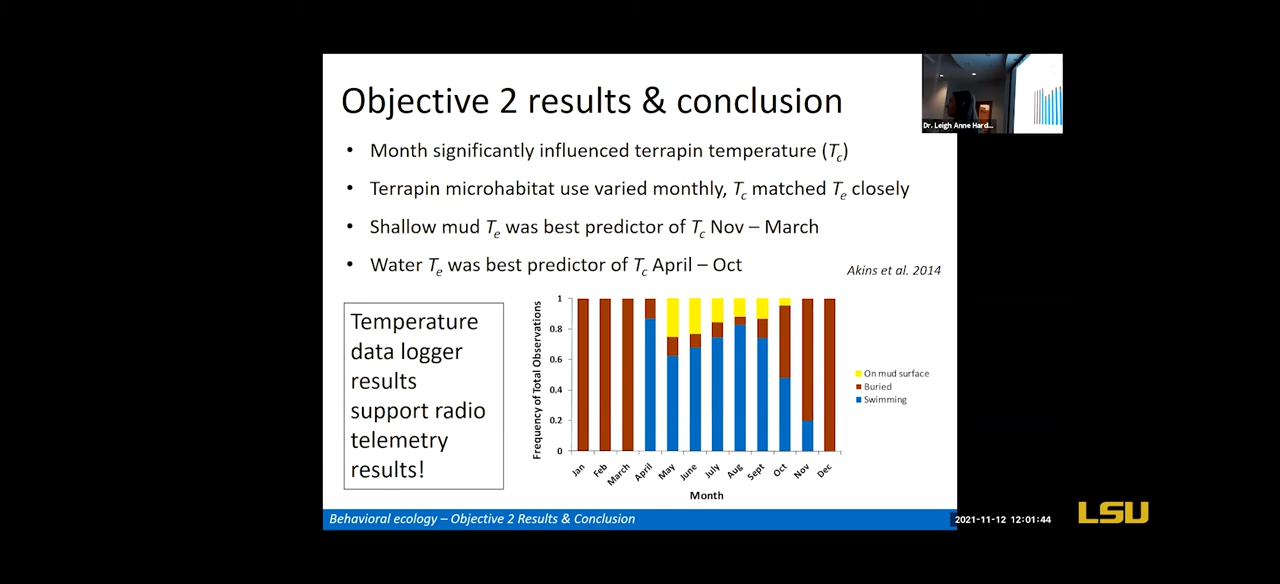 Objective 2 results & conclusion
Dr. Leigh Anne Hard...
• Month significantly influenced terrapin temperature (Tc)
• Terrapin microhabitat use varied monthly, Tc matched Te closely
• Shallow mud Te was best predictor of Tc Nov – March
• Water Te was best predictor of Tc April – Oct
Akins et al. 2014
Temperature
data logger
results
support radio
telemetry
results!
Frequency of Total Observations
1
0.8
0.6
0.4
0.2
0
Jan
Feb
March
April
May
June
July
Aug
Sept
Oct
Nov
Dec
Month
On mud surface
Buried
Swimming
Behavioral ecology – Objective 2 Results & Conclusion
2021-11-12 12:01:44
LSU